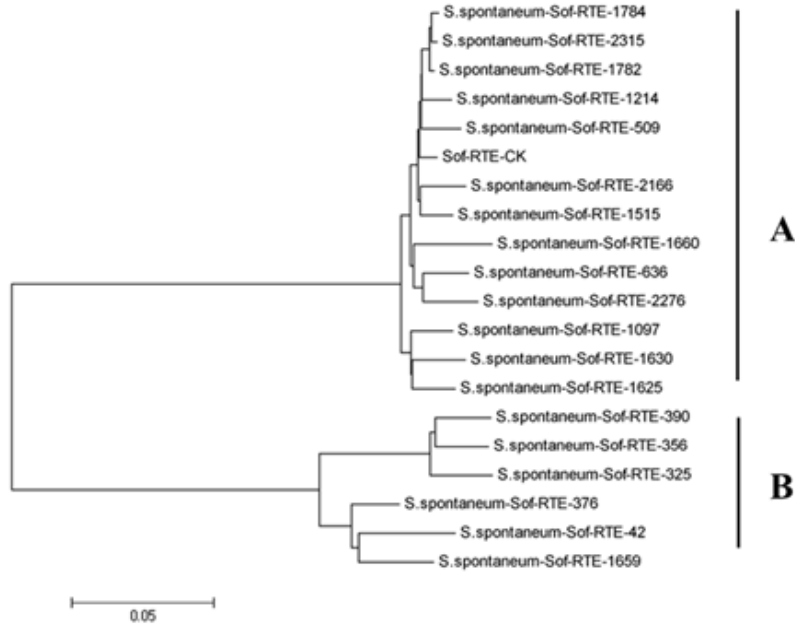 S.spontaneum-Sof-RTE-1784
S.spontaneum-Sof-RTE-2315
S.spontaneum-Sof-RTE-1782
S.spontaneum-Sof-RTE-1214
S.spontaneum-Sof-RTE-509
Sof-RTE-CK
S.spontaneum-Sof-RTE-2166
S.spontaneum-Sof-RTE-1515
A
S.spontaneum-Sof-RTE-1660
S.spontaneum-Sof-RTE-636
S.spontaneum-Sof-RTE-2276
S.spontaneum-Sof-RTE-1097
S.spontaneum-Sof-RTE-1630
S.spontaneum-Sof-RTE-1625
S.spontaneum-Sof-RTE-390
S.spontaneum-Sof-RTE-356
S.spontaneum-Sof-RTE-325
B
S.spontaneum-Sof-RTE-376
S.spontaneum-Sof-RTE-42
S.spontaneum-Sof-RTE-1659
0.05